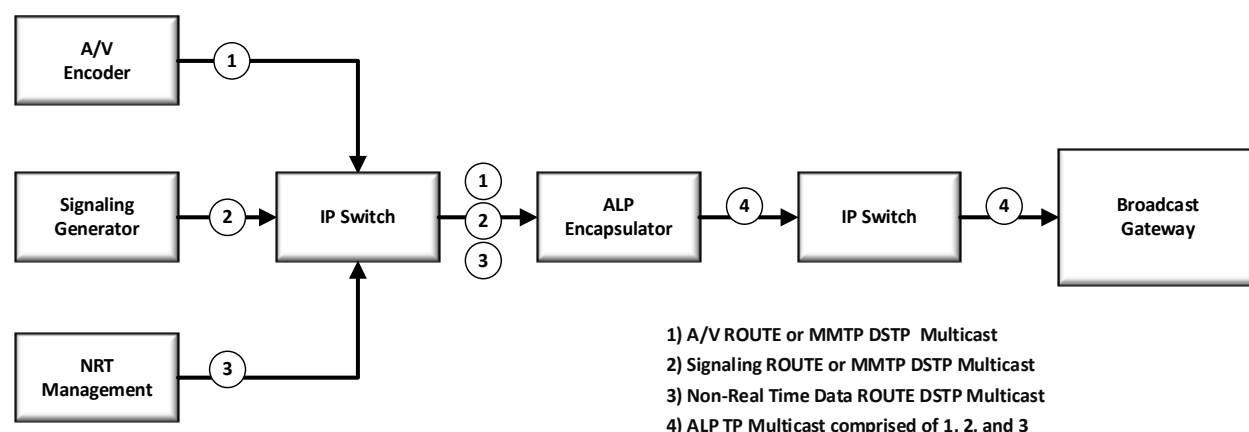 A/V
Encoder
1
Signaling
Generator
2
IP Switch
1
2
3
ALP
Encapsulator
4
IP Switch
4
Broadcast
Gateway
NRT
Management
3
1) A/V ROUTE or MMTP DSTP Multicast
2) Signaling ROUTE or MMTP DSTP Multicast
3) Non-Real Time Data ROUTE DSTP Multicast
4) ALP TP Multicast comprised of 1, 2, and 3